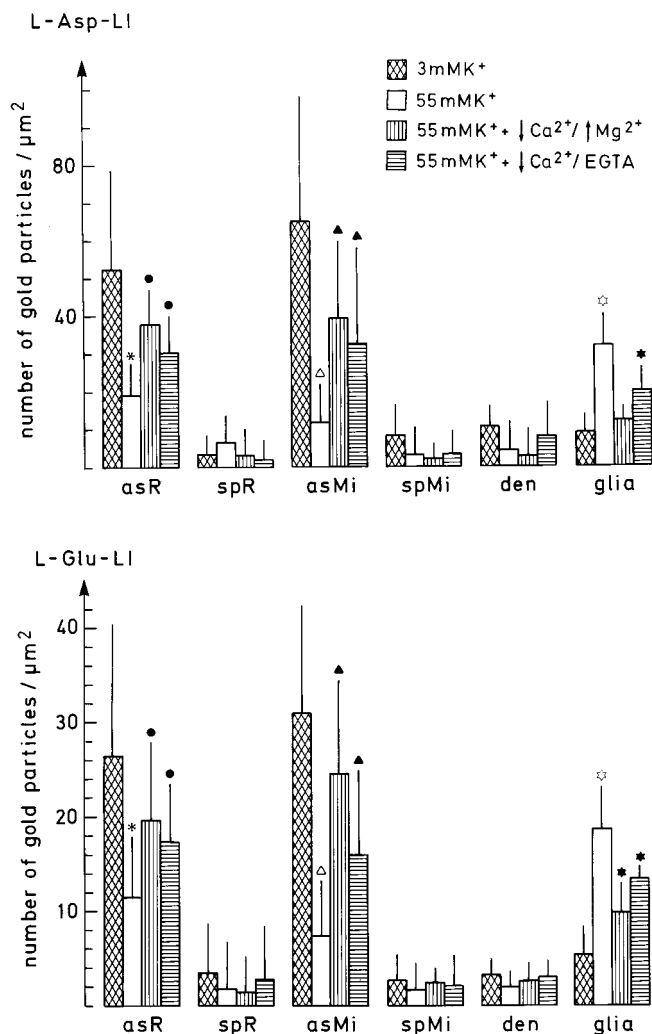 L-Asp-LI
3mMK⁺
55mMK⁺
55mMK⁺ + ↓Ca²⁺/↑Mg²⁺
55mMK⁺ + ↓Ca²⁺/EGTA
number of gold particles / µm²
80
40
asR spR asMi spMi den glia
L-Glu-LI
number of gold particles / µm²
40
30
20
10
asR spR asMi spMi den glia